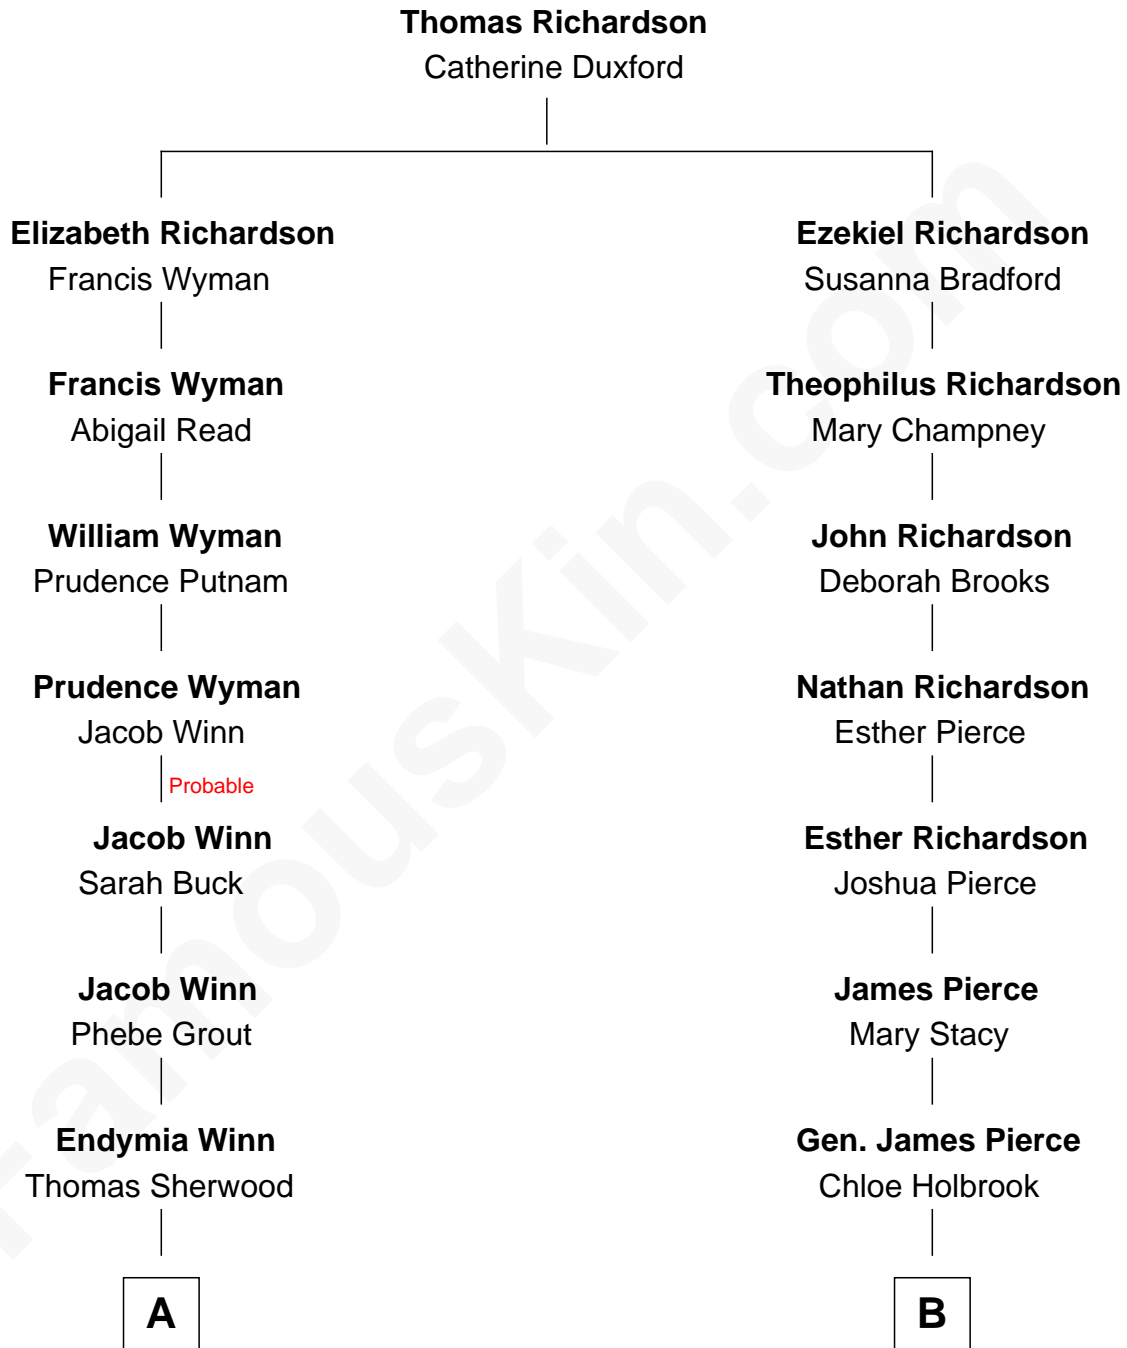 Thomas Richardson
Catherine Duxford
Elizabeth Richardson
Francis Wyman
Ezekiel Richardson
Susanna Bradford
Francis Wyman
Abigail Read
Theophilus Richardson
Mary Champney
William Wyman
Prudence Putnam
John Richardson
Deborah Brooks
Prudence Wyman
Jacob Winn
Nathan Richardson
Esther Pierce
Probable
Jacob Winn
Sarah Buck
Esther Richardson
Joshua Pierce
Jacob Winn
Phebe Grout
James Pierce
Mary Stacy
Endymia Winn
Thomas Sherwood
Gen. James Pierce
Chloe Holbrook
A
B
FamousKin.com